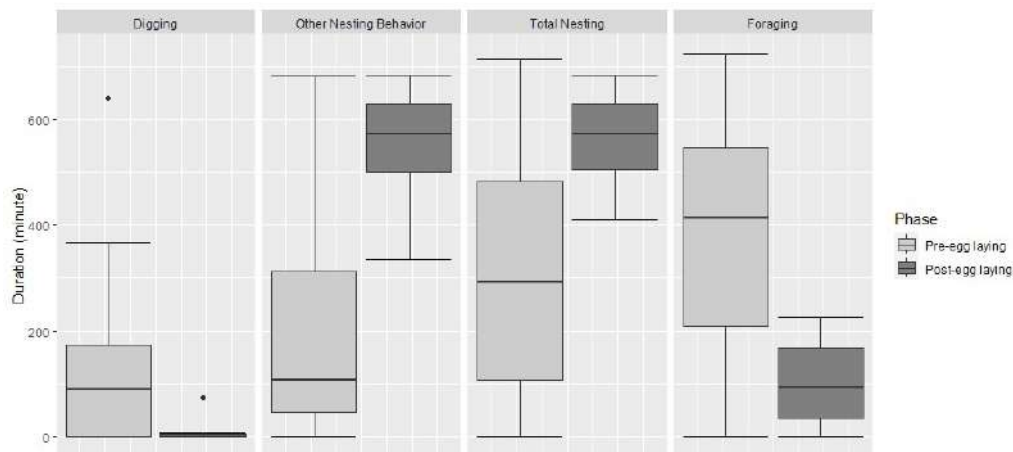 Digging
Other Nesting Behavior
Total Nesting
Foraging
Duration (minute)
600
400
200
0
Phase
Pre-egg laying
Post-egg laying